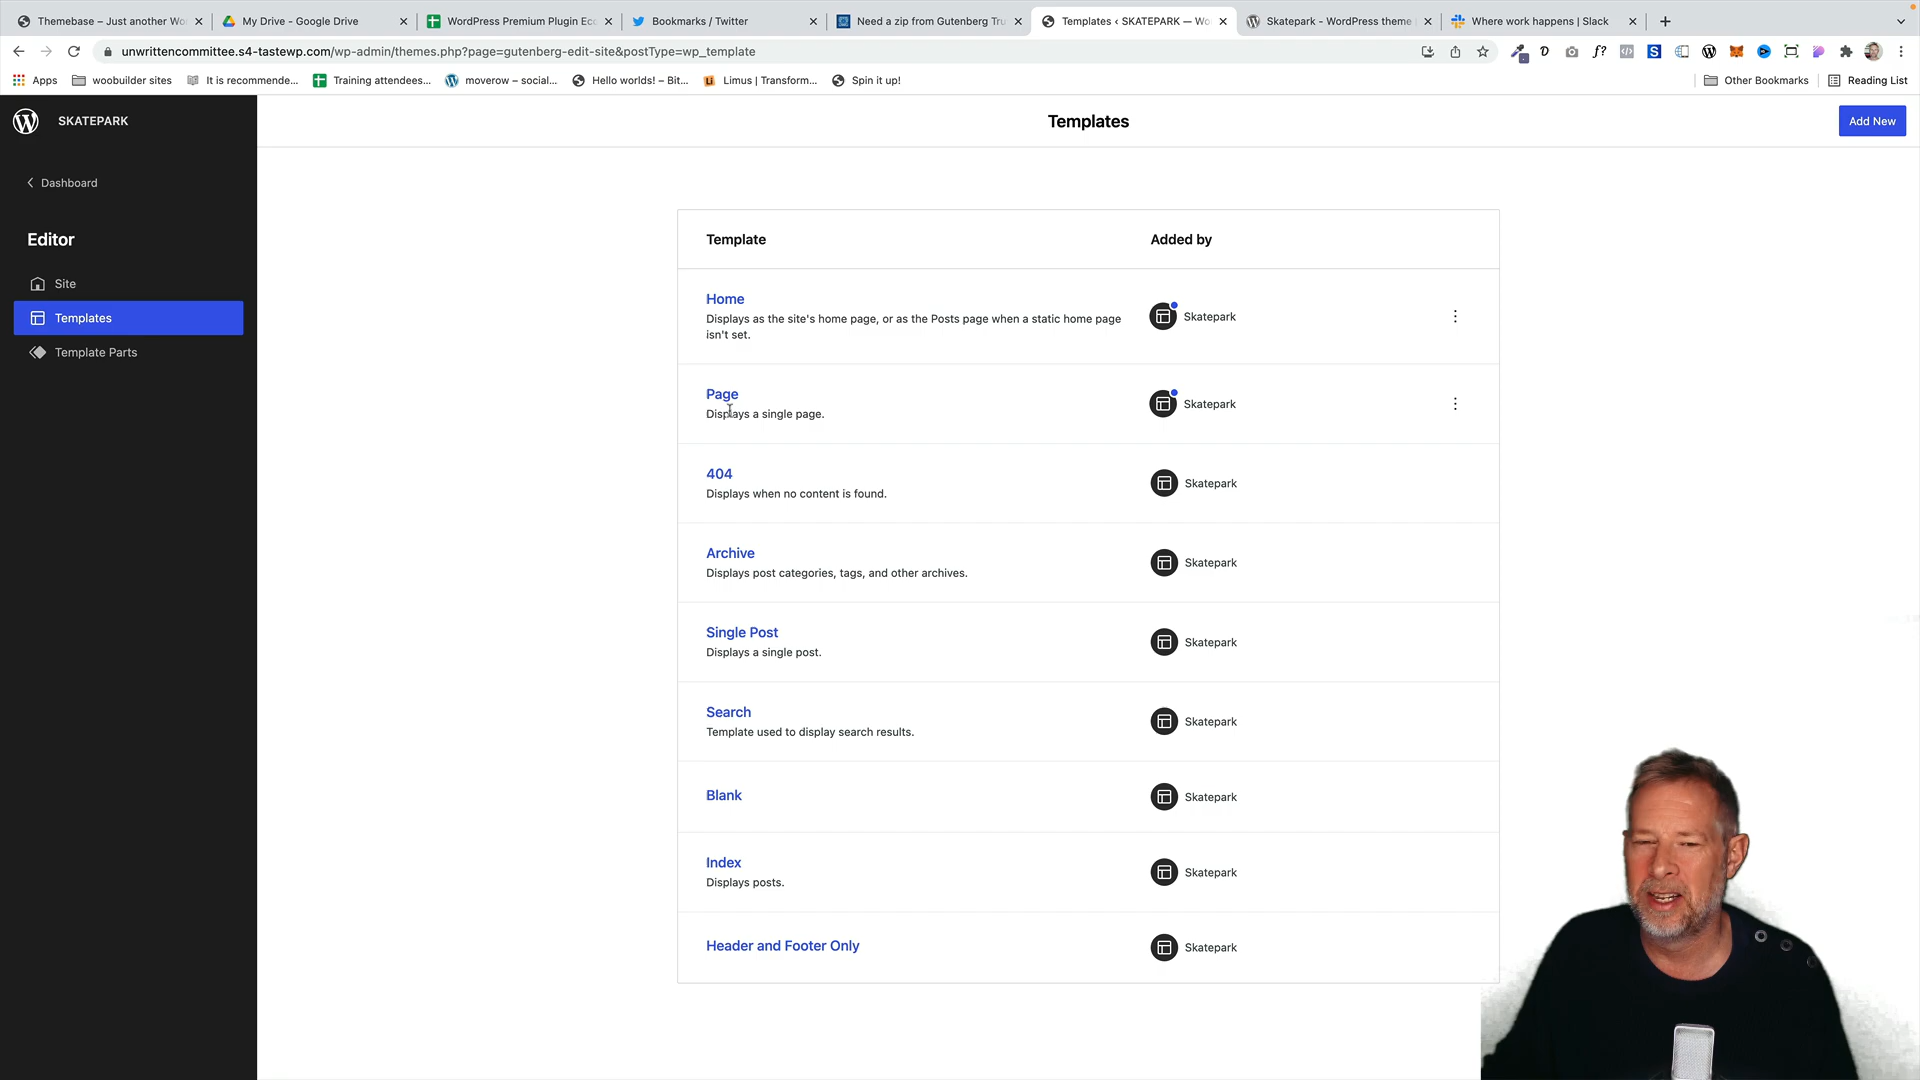 Themebase – Just another Wo
My Drive - Google Drive
WordPress Premium Plugin Eco
Bookmarks / Twitter
Need a zip from Gutenberg Tru
Templates ‹ SKATEPARK — Wo
Skatepark - WordPress theme
Where work happens | Slack
unwrittencommittee.s4-tastewp.com/wp-admin/themes.php?page=gutenberg-edit-site&postType=wp_template
Apps
woobuilder sites
It is recommende...
Training attendees...
moverow – social...
Hello worlds! – Bit...
Limus | Transform...
Spin it up!
Other Bookmarks
Reading List
SKATEPARK
Templates
Add New
Dashboard
Editor
Site
Templates
Template Parts
Template
Added by
Home
Displays as the site's home page, or as the Posts page when a static home page
isn't set.
Skatepark
Page
Displays a single page.
Skatepark
404
Displays when no content is found.
Skatepark
Archive
Displays post categories, tags, and other archives.
Skatepark
Single Post
Displays a single post.
Skatepark
Search
Template used to display search results.
Skatepark
Blank
Skatepark
Index
Displays posts.
Skatepark
Header and Footer Only
Skatepark